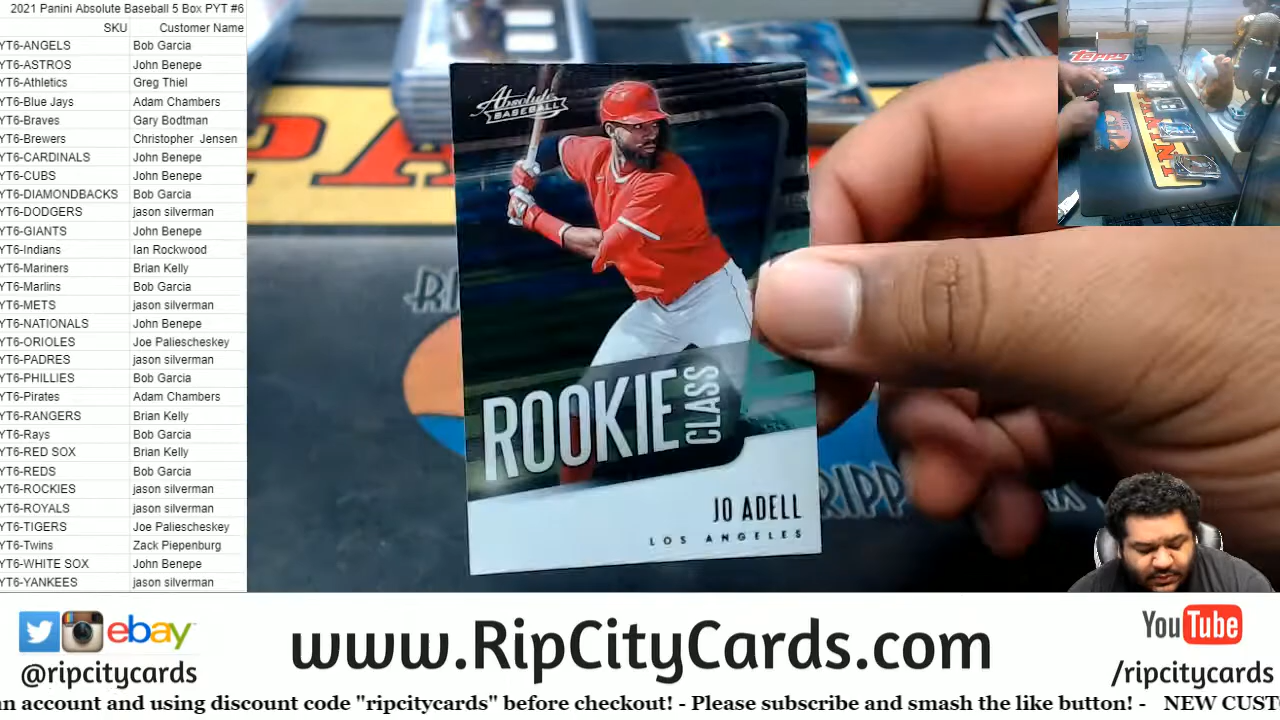 2021 Panini Absolute Baseball 5 Box PYT #6
SKU Customer Name
YT6-ANGELS Bob Garcia
YT6-ASTROS John Benepe
YT6-Athletics Greg Thiel
YT6-Blue Jays Adam Chambers
YT6-Braves Gary Bodtman
YT6-Brewers Christopher Jensen
YT6-CARDINALS John Benepe
YT6-CUBS John Benepe
YT6-DIAMONDBACKS Bob Garcia
YT6-DODGERS jason silverman
YT6-GIANTS John Benepe
YT6-Indians Ian Rockwood
YT6-Mariners Brian Kelly
YT6-Marlins Bob Garcia
YT6-METS jason silverman
YT6-NATIONALS John Benepe
YT6-ORIOLES Joe Paliescheskey
YT6-PADRES jason silverman
YT6-PHILLIES Bob Garcia
YT6-Pirates Adam Chambers
YT6-RANGERS Brian Kelly
YT6-Rays Bob Garcia
YT6-RED SOX Brian Kelly
YT6-REDS Bob Garcia
YT6-ROCKIES jason silverman
YT6-ROYALS jason silverman
YT6-TIGERS Joe Paliescheskey
YT6-Twins Zack Piepenburg
YT6-WHITE SOX John Benepe
YT6-YANKEES jason silverman
Absolute
BASEBALL
ROOKIE
CLASS
JO ADELL
LOS ANGELES
TOPPS
PANINI
RIPP
ebay
@ripcitycards
www.RipCityCards.com
YouTube
/ripcitycards
an account and using discount code "ripcitycards" before checkout! - Please subscribe and smash the like button! - NEW CUST